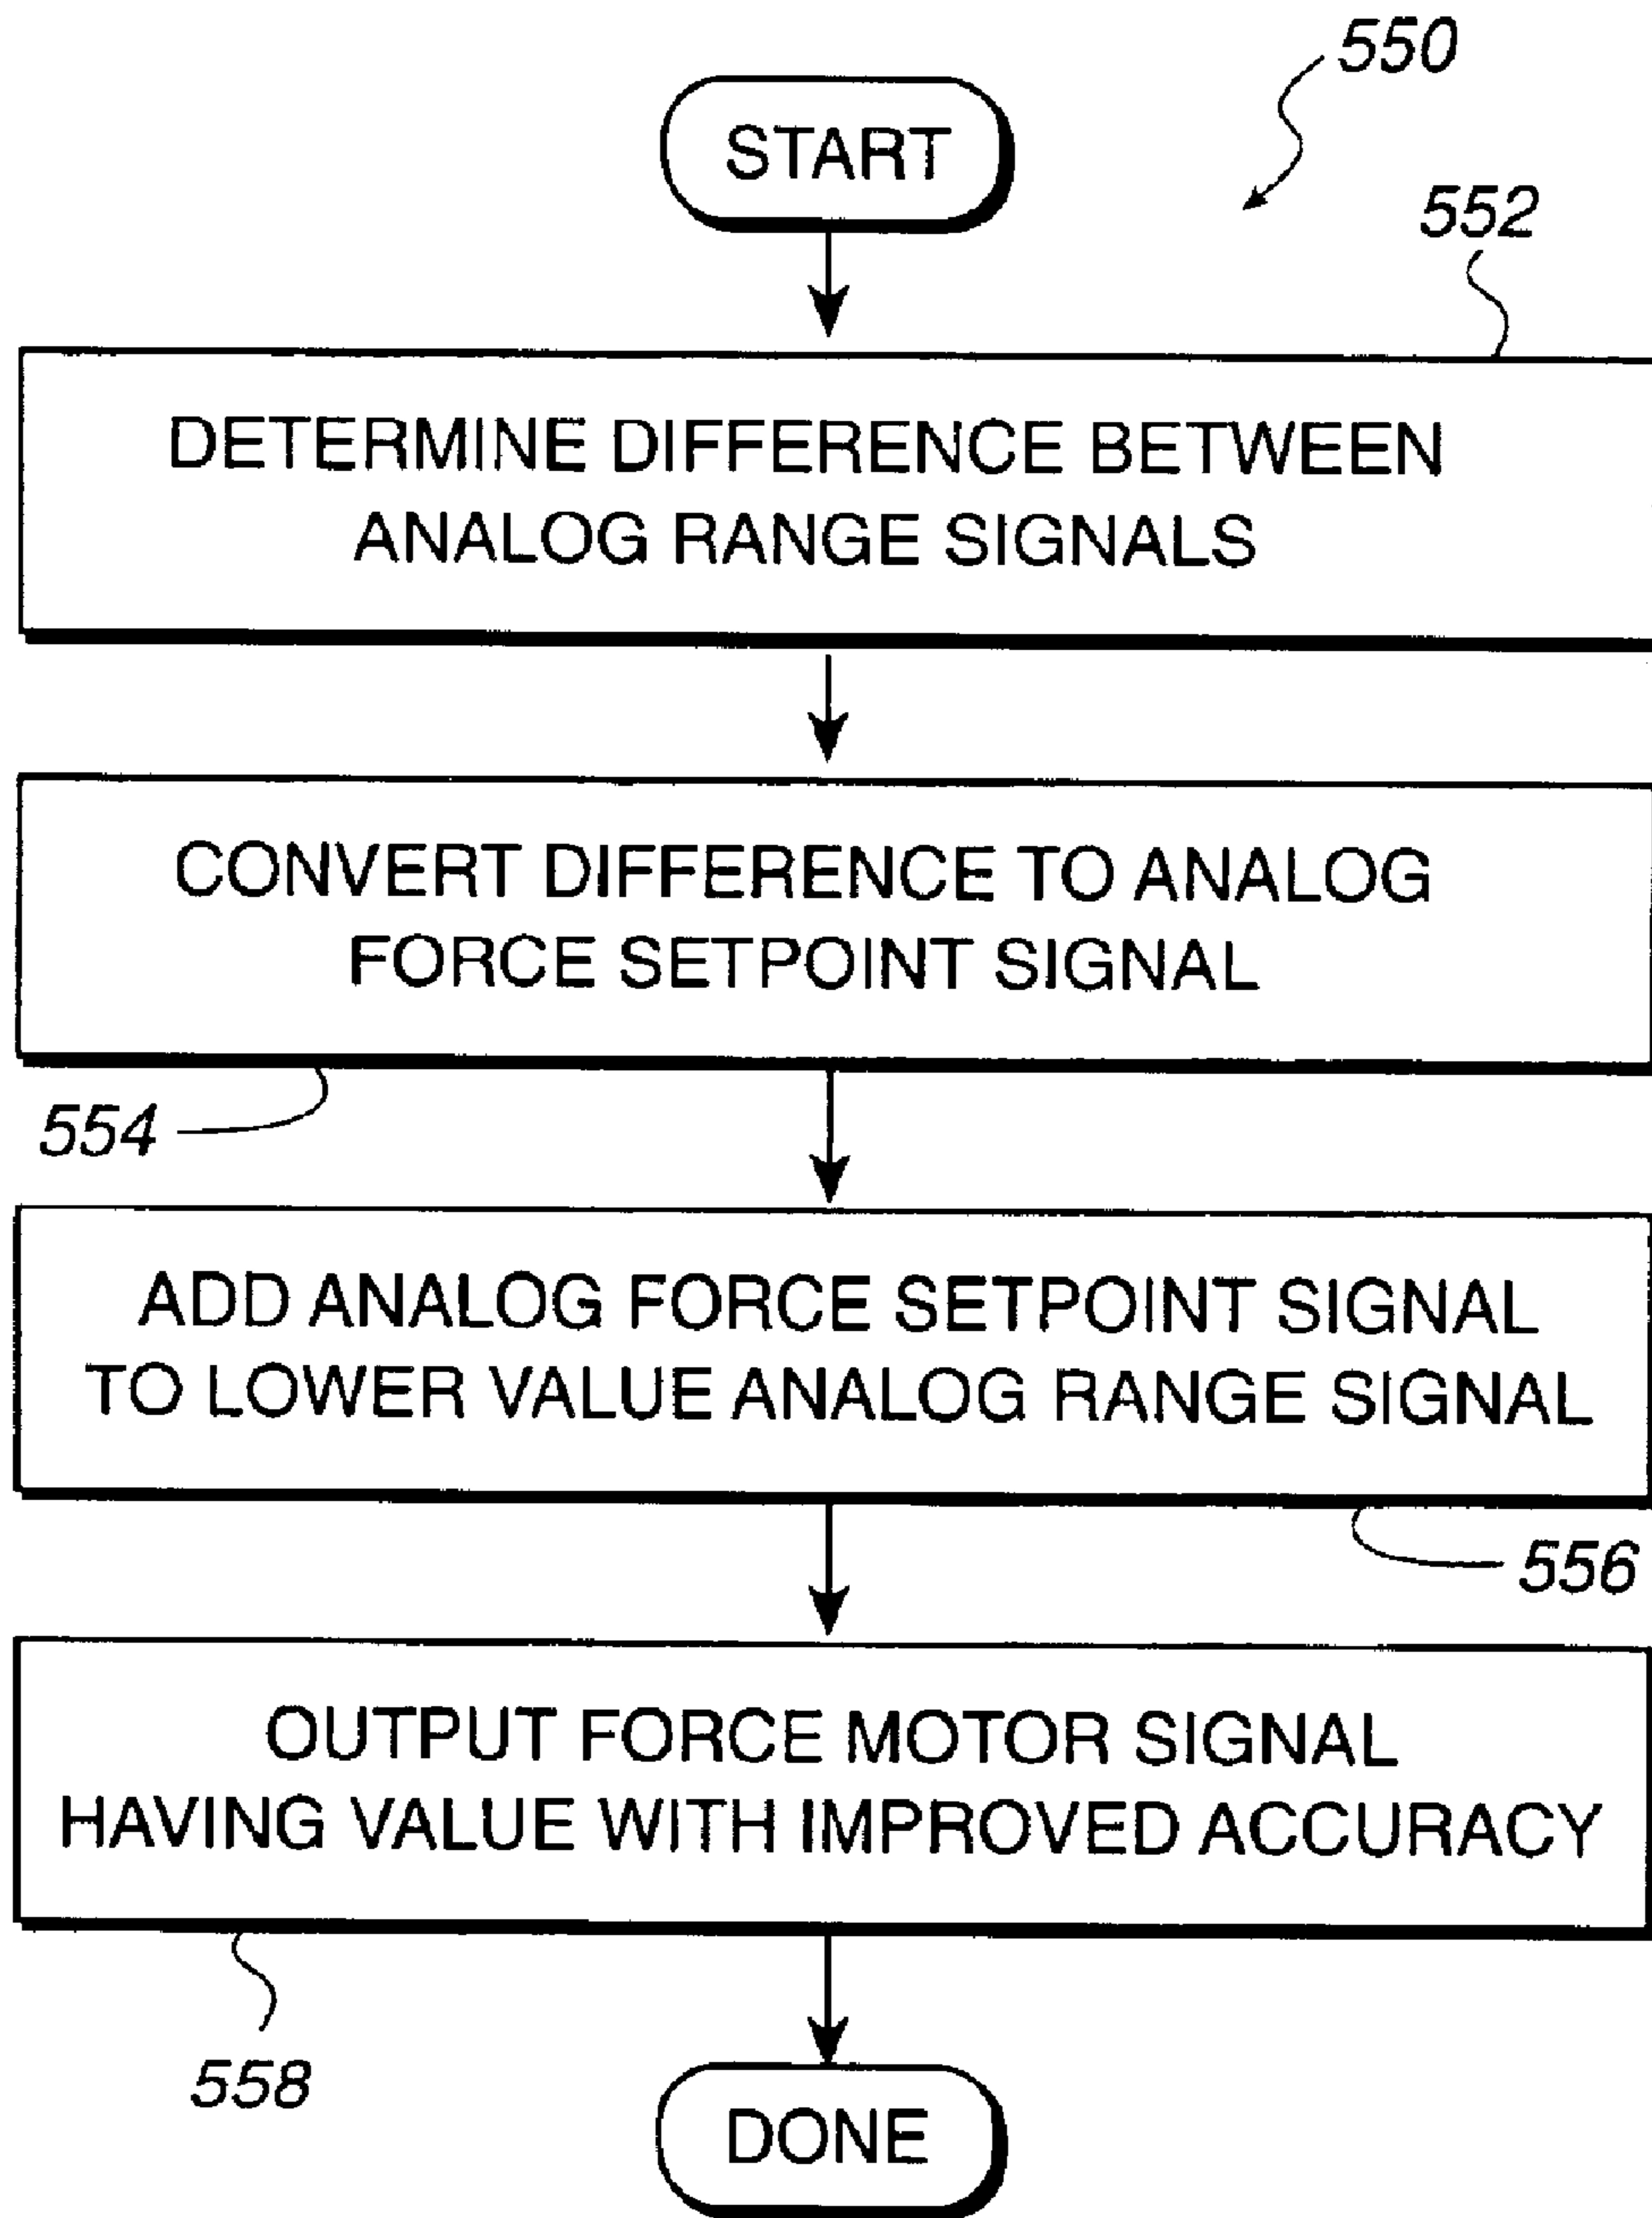 550
START
552
DETERMINE DIFFERENCE BETWEEN
ANALOG RANGE SIGNALS
CONVERT DIFFERENCE TO ANALOG
FORCE SETPOINT SIGNAL
554
ADD ANALOG FORCE SETPOINT SIGNAL
TO LOWER VALUE ANALOG RANGE SIGNAL
556
OUTPUT FORCE MOTOR SIGNAL
HAVING VALUE WITH IMPROVED ACCURACY
558
DONE